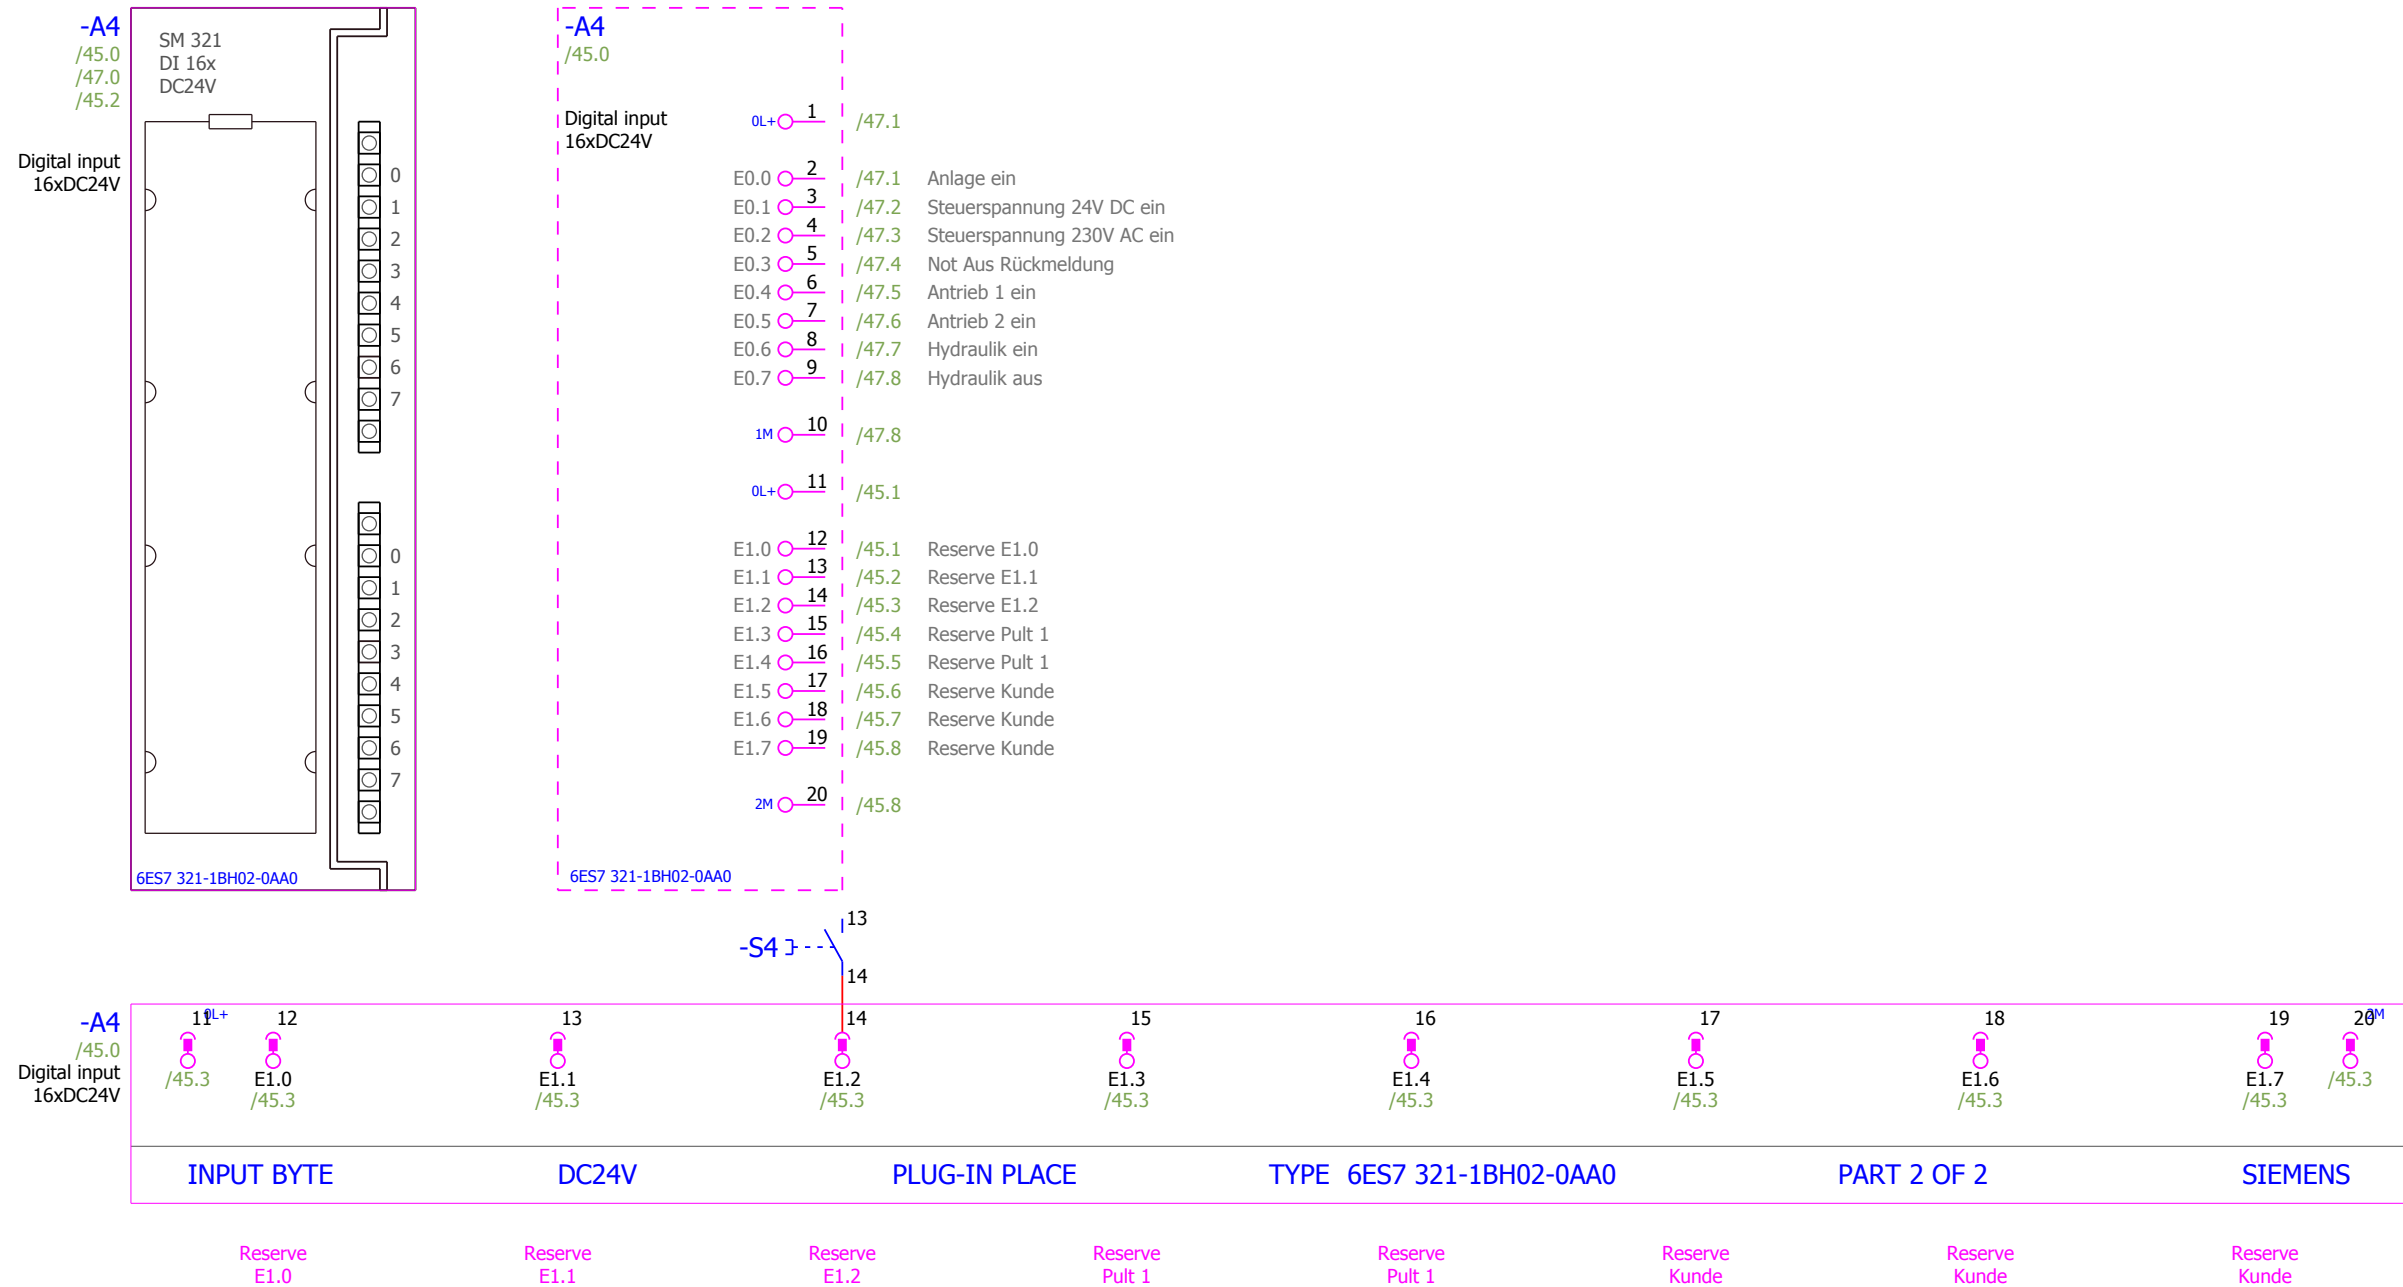 -A4
/45.0
/47.0
/45.2
Digital input
16xDC24V
SM 321
DI 16x
DC24V
0
1
2
3
4
5
6
7
0
1
2
3
4
5
6
7
6ES7 321-1BH02-0AA0
-A4
/45.0
Digital input
16xDC24V
0L+ 1 /47.1
E0.0 2 /47.1 Anlage ein
E0.1 3 /47.2 Steuerspannung 24V DC ein
E0.2 4 /47.3 Steuerspannung 230V AC ein
E0.3 5 /47.4 Not Aus Rückmeldung
E0.4 6 /47.5 Antrieb 1 ein
E0.5 7 /47.6 Antrieb 2 ein
E0.6 8 /47.7 Hydraulik ein
E0.7 9 /47.8 Hydraulik aus
1M 10 /47.8
0L+ 11 /45.1
E1.0 12 /45.1 Reserve E1.0
E1.1 13 /45.2 Reserve E1.1
E1.2 14 /45.3 Reserve E1.2
E1.3 15 /45.4 Reserve Pult 1
E1.4 16 /45.5 Reserve Pult 1
E1.5 17 /45.6 Reserve Kunde
E1.6 18 /45.7 Reserve Kunde
E1.7 19 /45.8 Reserve Kunde
2M 20 /45.8
6ES7 321-1BH02-0AA0
13
-S4
14
-A4
/45.0
Digital input
16xDC24V
11 0L+ 12 13 14 15 16 17 18 19 20 2M
/45.3 E1.0 E1.1 E1.2 E1.3 E1.4 E1.5 E1.6 E1.7 /45.3
/45.3 /45.3 /45.3 /45.3 /45.3 /45.3 /45.3 /45.3
INPUT BYTE DC24V PLUG-IN PLACE TYPE 6ES7 321-1BH02-0AA0 PART 2 OF 2 SIEMENS
Reserve Reserve Reserve Reserve Reserve Reserve Reserve Reserve
E1.0 E1.1 E1.2 Pult 1 Pult 1 Kunde Kunde Kunde